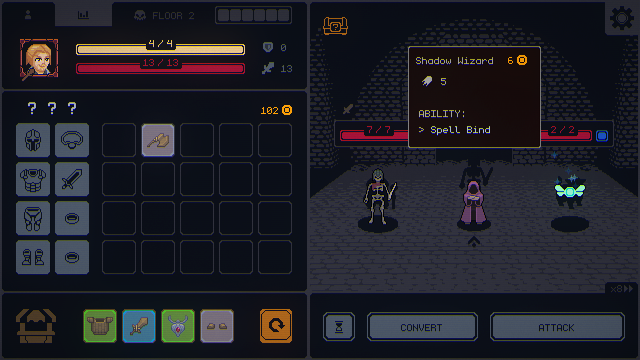 FLOOR 2
4/4
0
13/13
13
? ? ?
102
Shadow Wizard 6
5
ABILITY:
> Spell Bind
7/7
2/2
x8
CONVERT
ATTACK